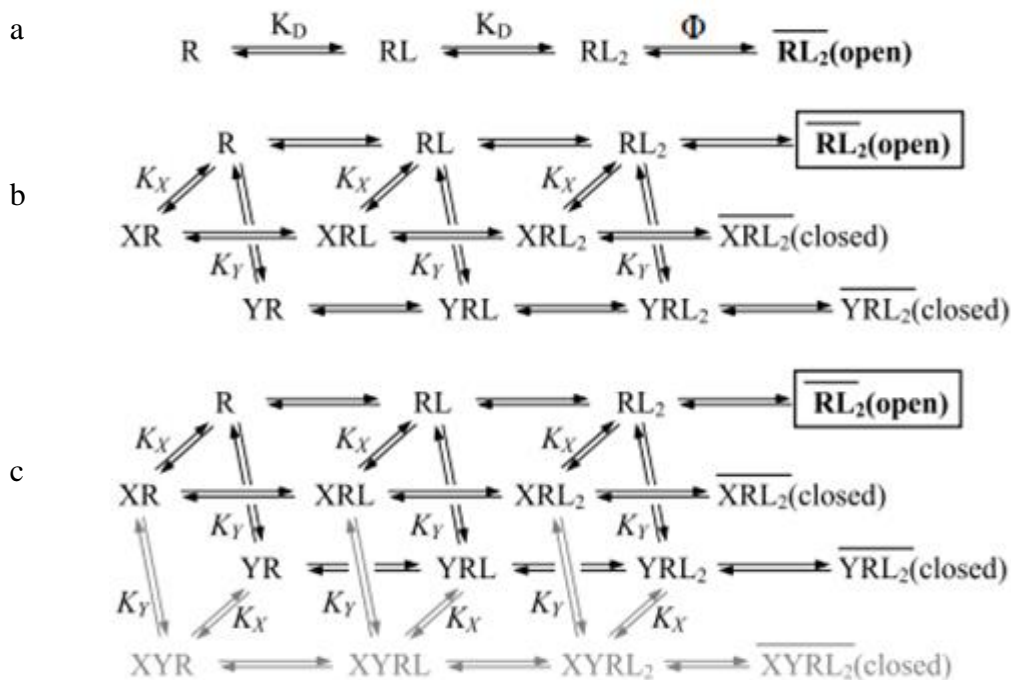 a
K_D K_D Φ
R RL RL₂ RL₂(open)
b
R RL RL₂ RL₂(open)
K_X K_X K_X
XR XRL XRL₂ XRL₂(closed)
K_Y K_Y K_Y
YR YRL YRL₂ YRL₂(closed)
c
R RL RL₂ RL₂(open)
K_X K_X K_X
XR XRL XRL₂ XRL₂(closed)
K_Y K_Y K_Y
YR YRL YRL₂ YRL₂(closed)
K_Y K_X K_Y K_X K_Y K_X
XYR XYRL XYRL₂ XYRL₂(closed)